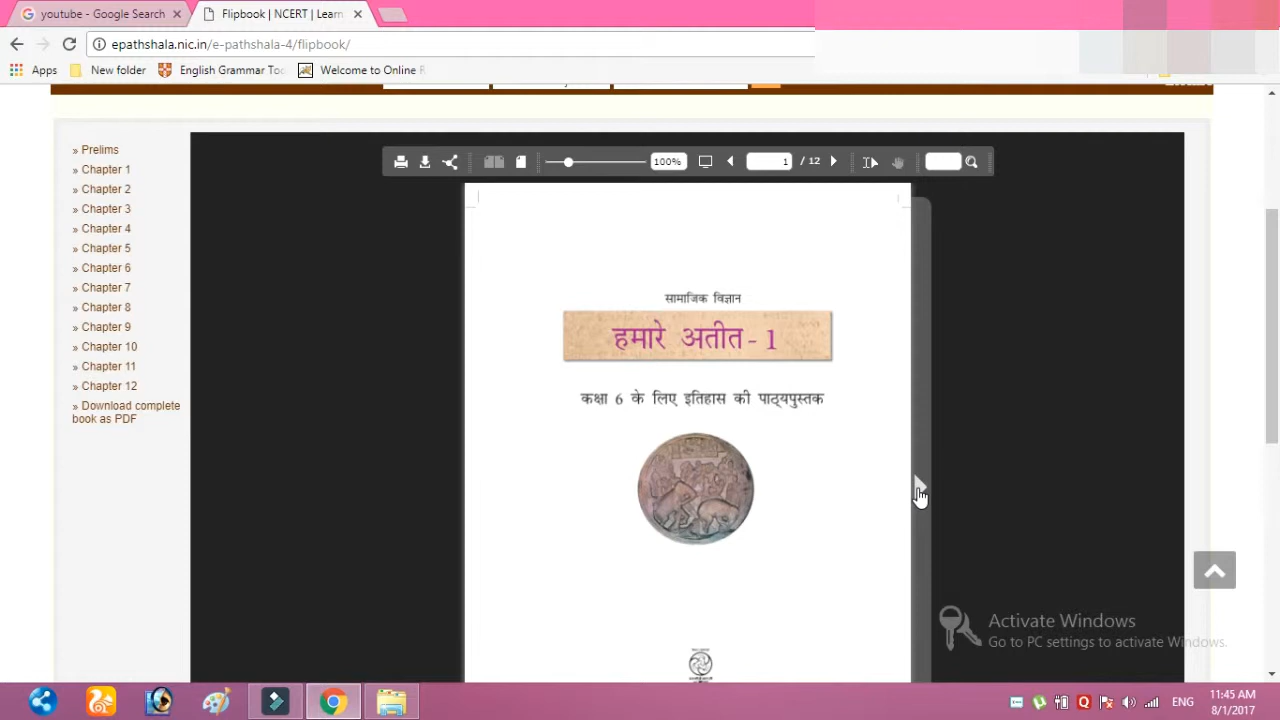 youtube - Google Search
Flipbook | NCERT | Learn
epathshala.nic.in/e-pathshala-4/flipbook/
Apps New folder English Grammar Too Welcome to Online
» Prelims
» Chapter 1
» Chapter 2
» Chapter 3
» Chapter 4
» Chapter 5
» Chapter 6
» Chapter 7
» Chapter 8
» Chapter 9
» Chapter 10
» Chapter 11
» Chapter 12
» Download complete
book as PDF
100% 1 / 12
सामाजिक विज्ञान
हमारे अतीत - 1
कक्षा 6 के लिए इतिहास की पाठ्यपुस्तक
Activate Windows
Go to PC settings to activate Windows.
ENG
11:45 AM
8/1/2017